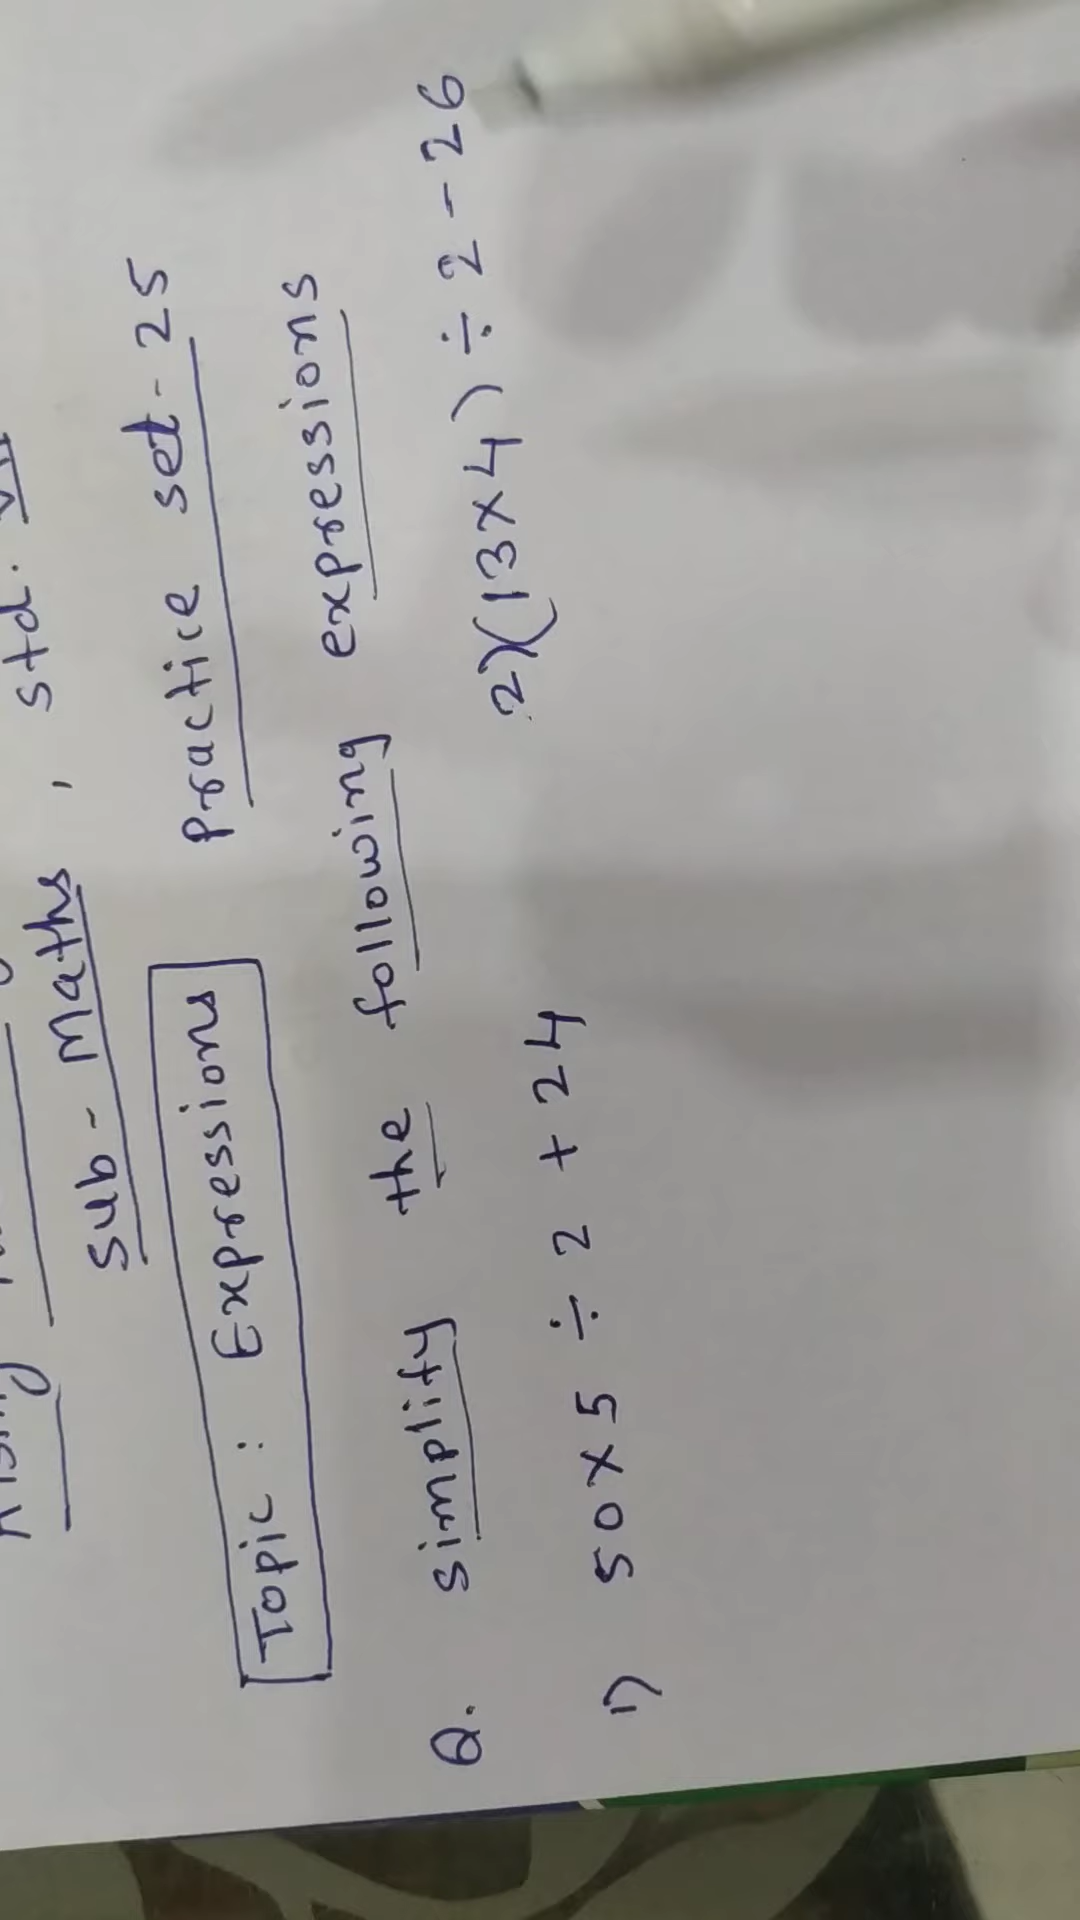 Sub - Maths, std. VII
Topic : Expressions practice set - 25
Q. simplify the following expressions
1) 50 x 5 ÷ 2 + 24 2) (13 x 4) ÷ 2 - 26